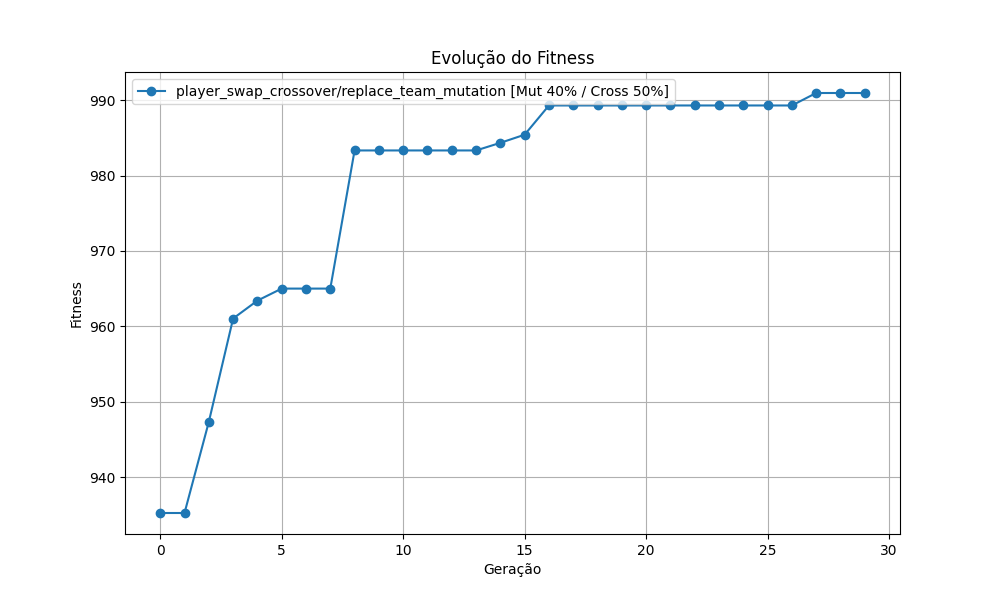 Evolução do Fitness
player_swap_crossover/replace_team_mutation [Mut 40% / Cross 50%]
990
980
970
960
950
940
Fitness
0 5 10 15 20 25 30
Geração